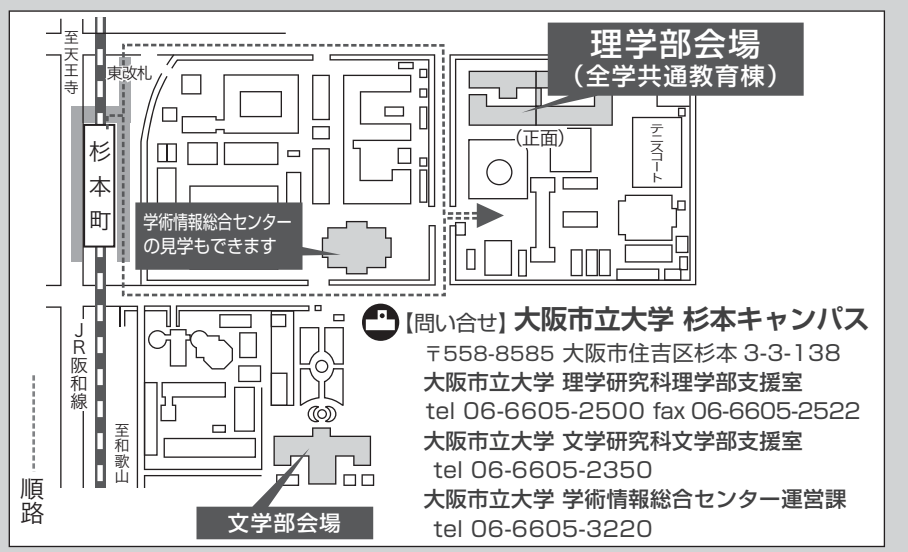 至天王寺
東改札
杉本町
JR阪和線
至和歌山
順路
理学部会場
(全学共通教育棟)
(正面)
テニスコート
学術情報総合センター
の見学もできます
文学部会場
【問い合せ】大阪市立大学 杉本キャンパス
〒558-8585 大阪市住吉区杉本 3-3-138
大阪市立大学 理学研究科理学部支援室
tel 06-6605-2500 fax 06-6605-2522
大阪市立大学 文学研究科文学部支援室
tel 06-6605-2350
大阪市立大学 学術情報総合センター運営課
tel 06-6605-3220